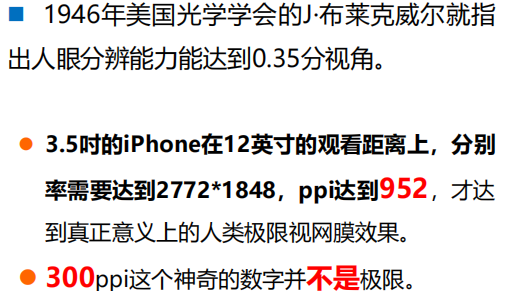 1946年美国光学学会的J·布莱克威尔就指
出人眼分辨能力能达到0.35分视角。
3.5吋的iPhone在12英寸的观看距离上，分别
率需要达到2772*1848，ppi达到952，才达
到真正意义上的人类极限视网膜效果。
300ppi这个神奇的数字并不是极限。